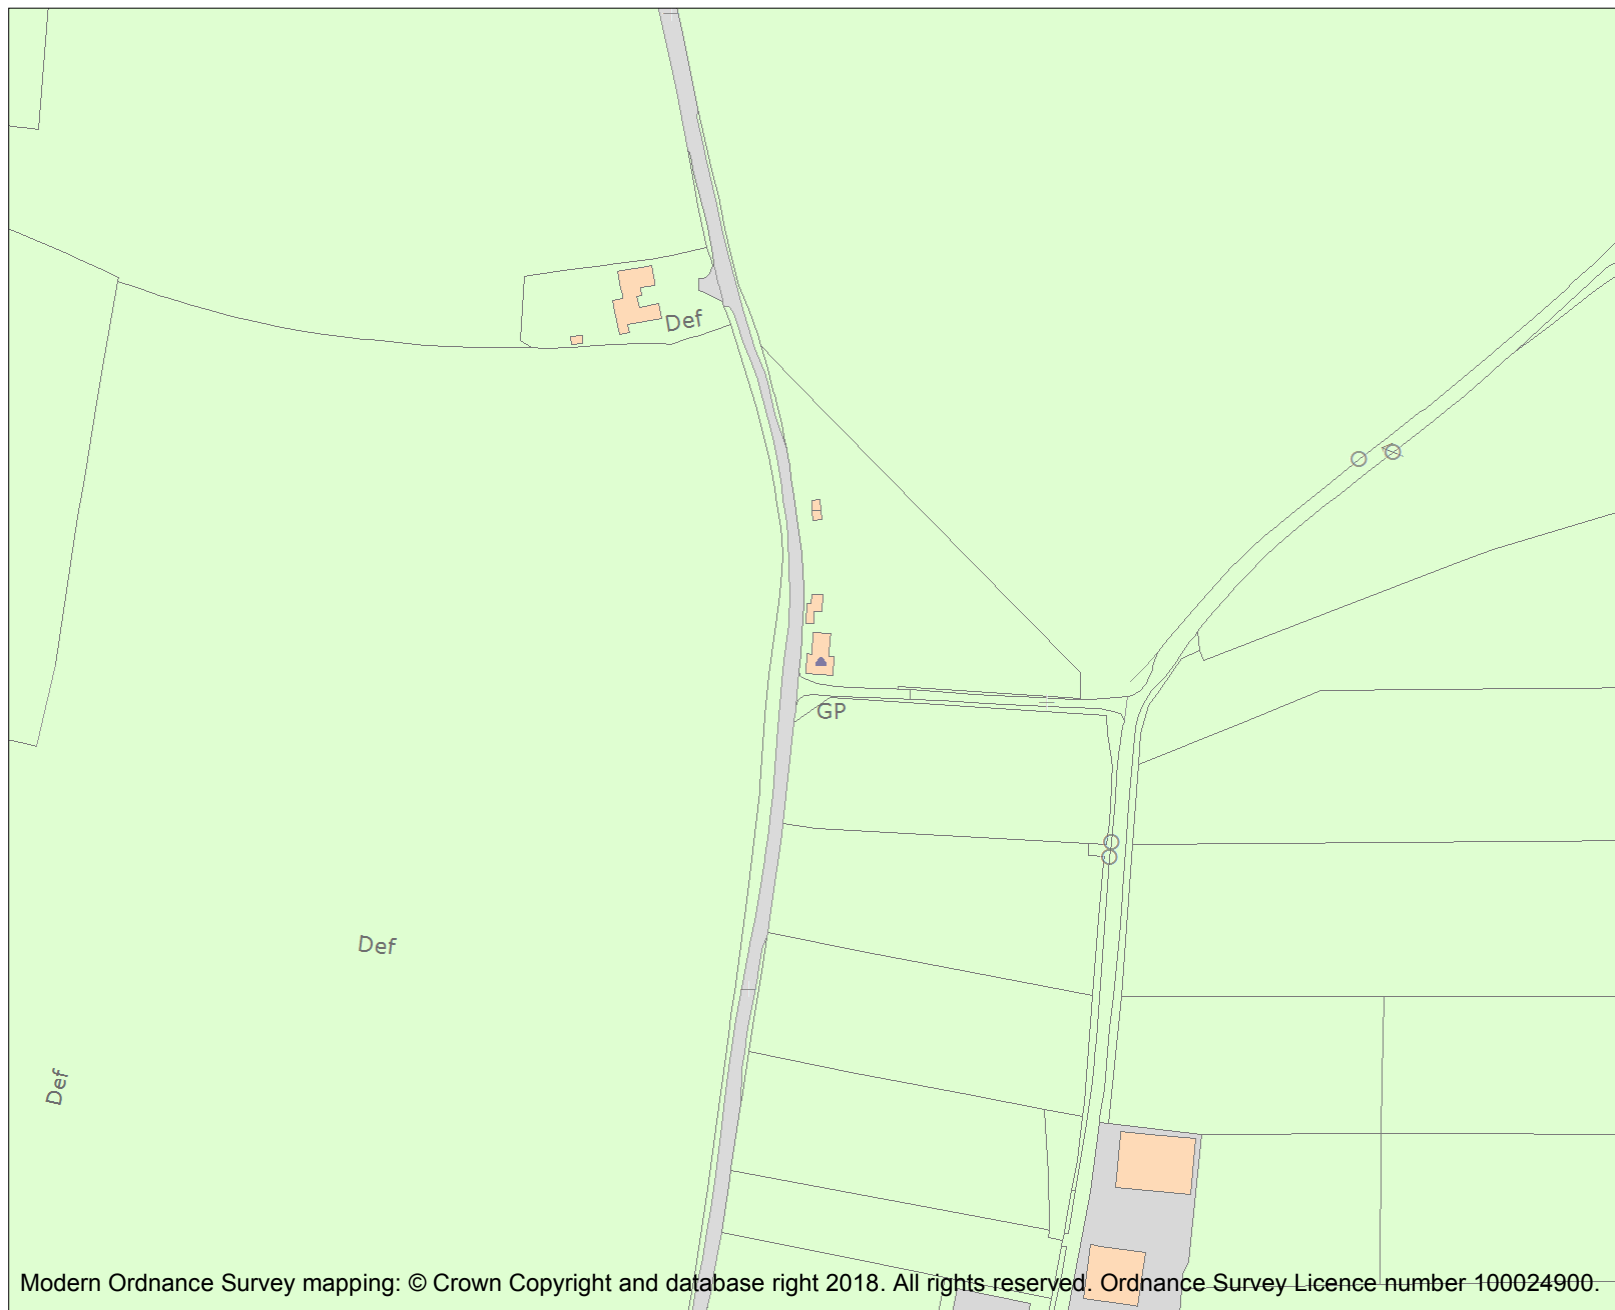 Def
GP
Def
Def
Modern Ordnance Survey mapping: © Crown Copyright and database right 2018. All rights reserved. Ordnance Survey Licence number 100024900.